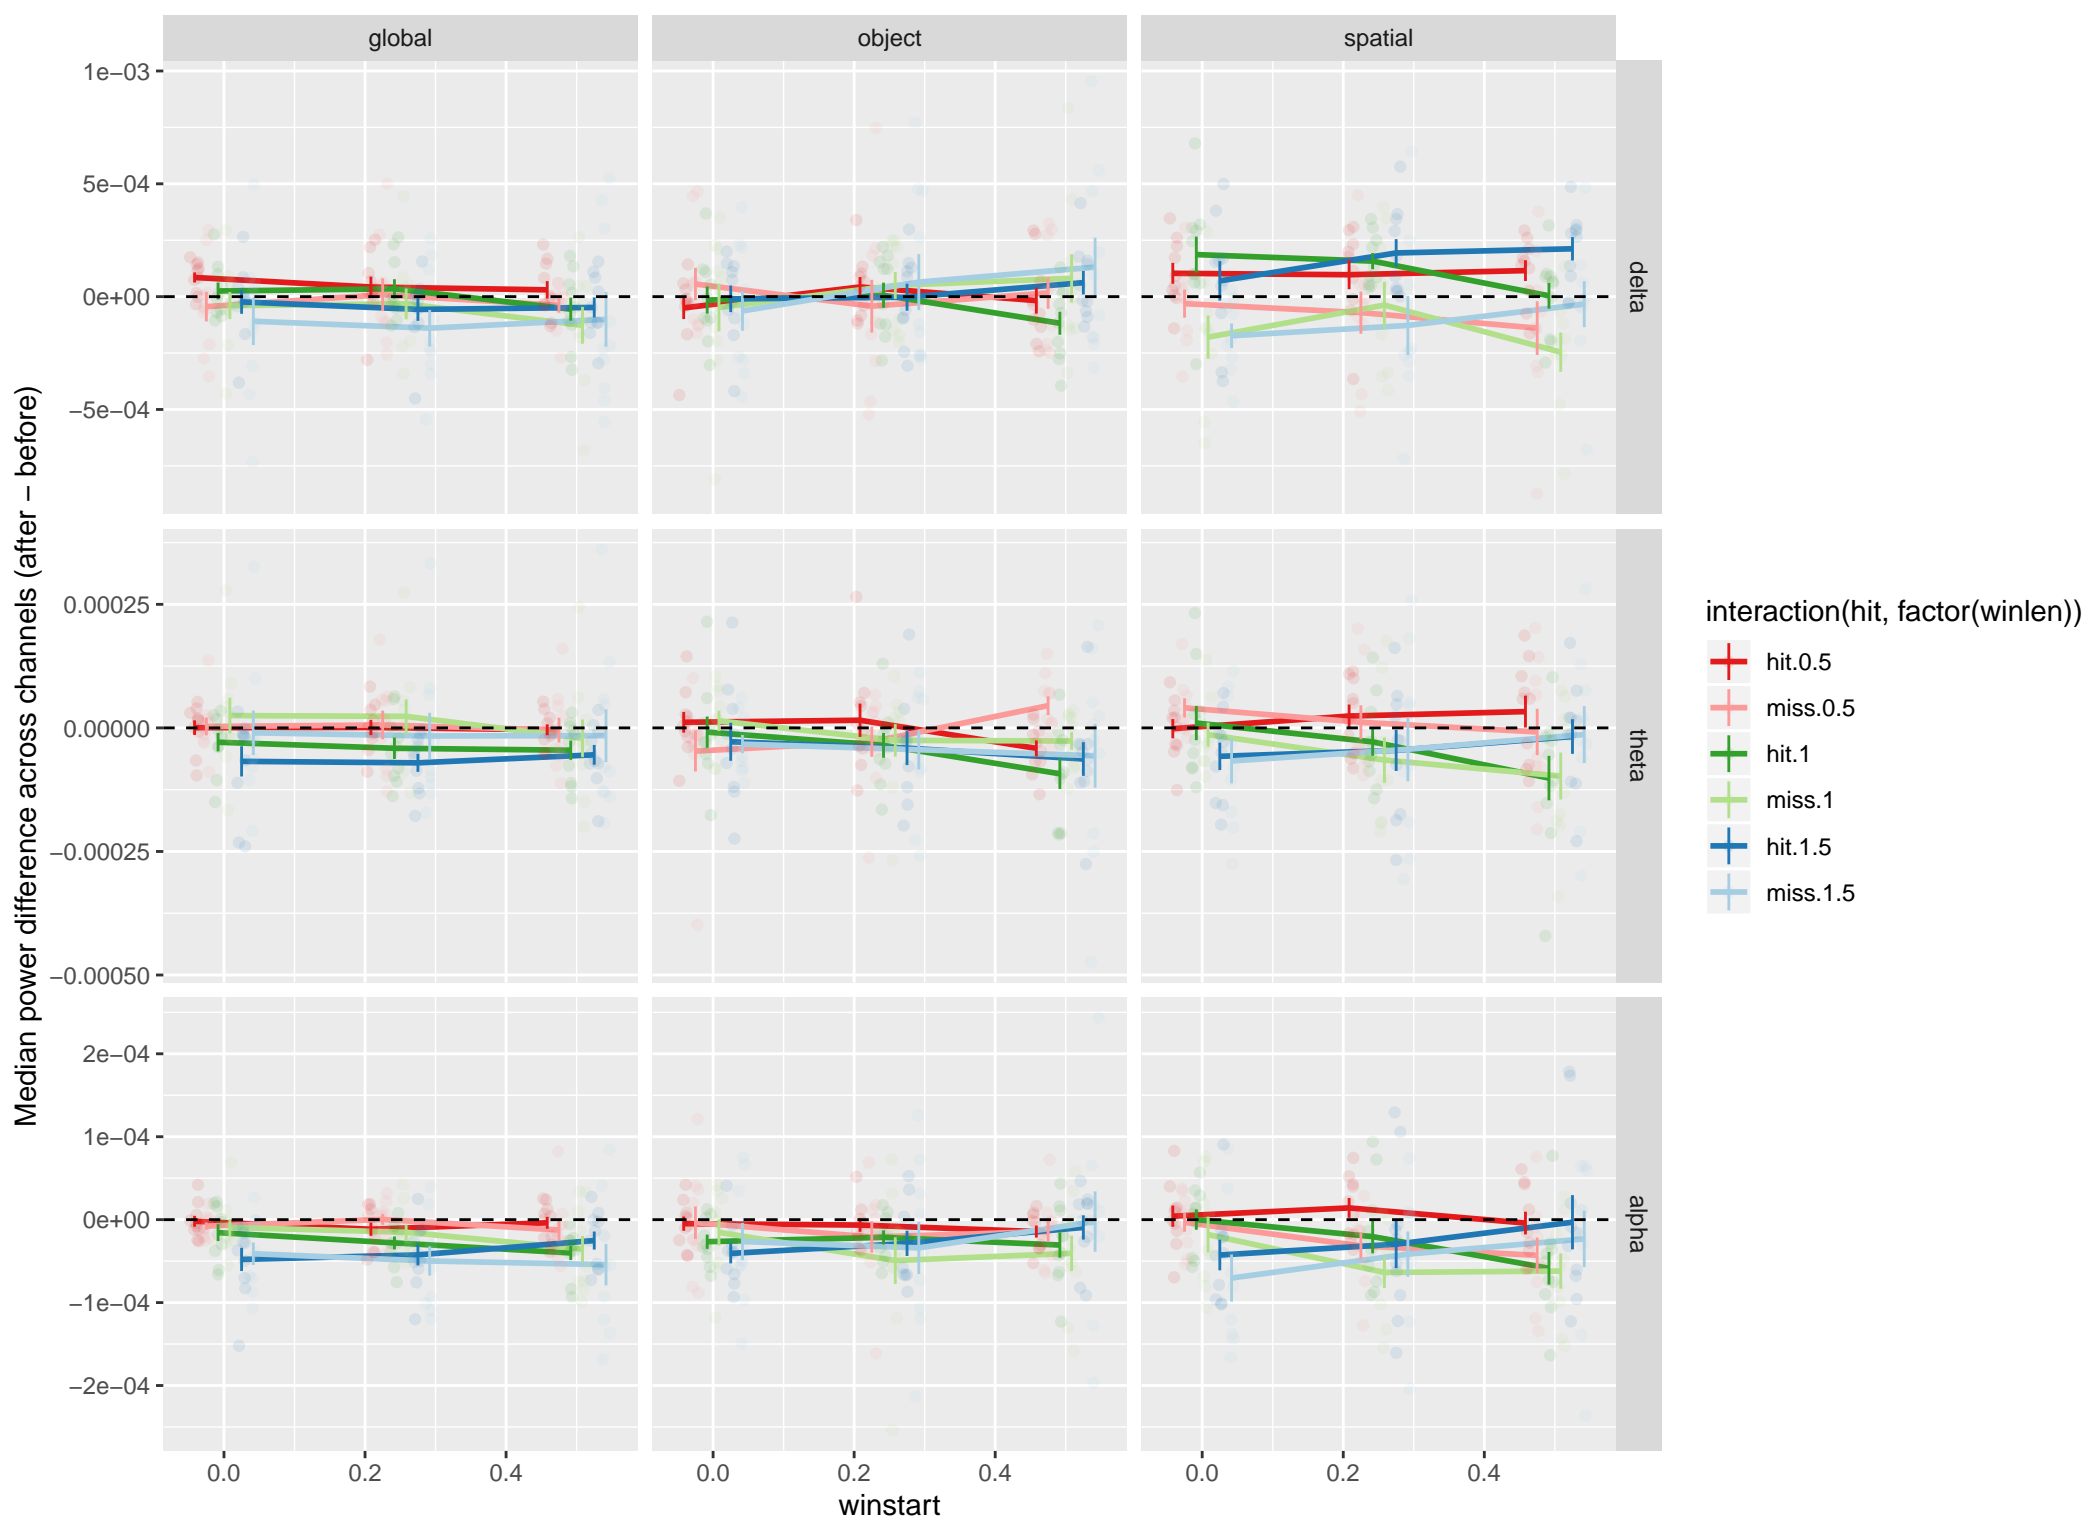 global object spatial
1e−03
5e−04
0e+00
−5e−04
delta
0.00025
0.00000
−0.00025
−0.00050
theta
2e−04
1e−04
0e+00
−1e−04
−2e−04
alpha
0.0 0.2 0.4 0.0 0.2 0.4 0.0 0.2 0.4
winstart
Median power difference across channels (after − before)
interaction(hit, factor(winlen))
hit.0.5
miss.0.5
hit.1
miss.1
hit.1.5
miss.1.5